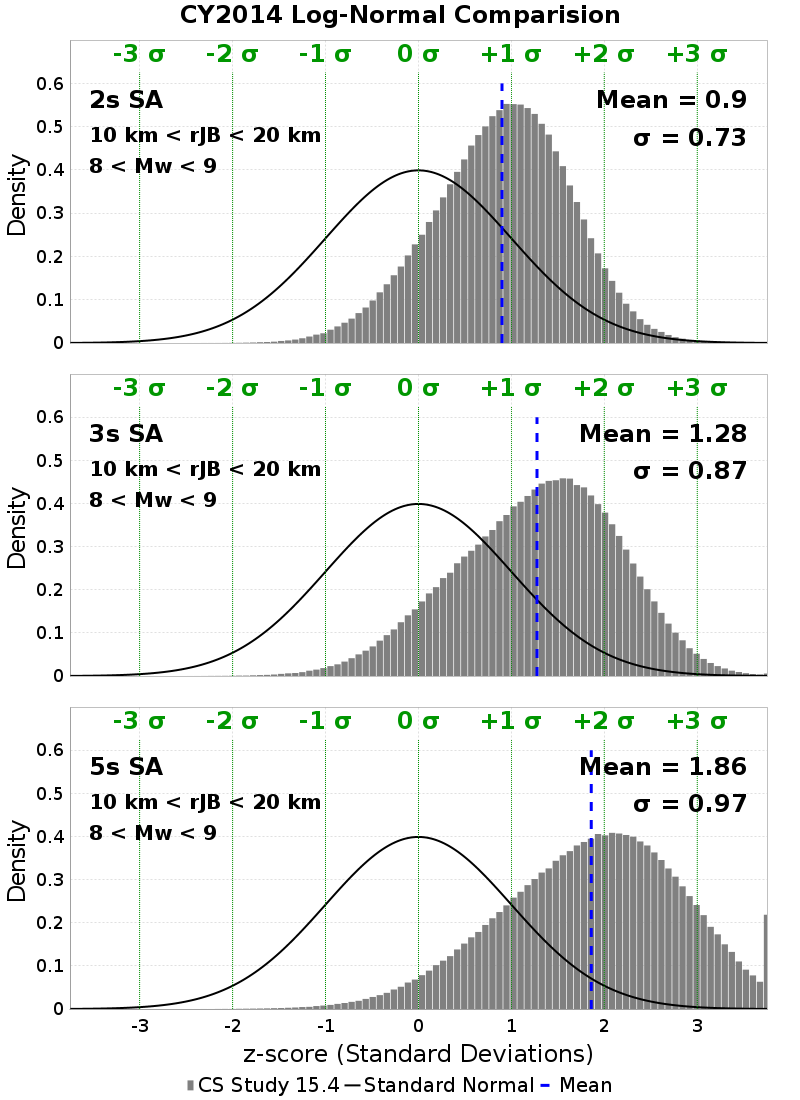 CY2014 Log-Normal Comparision
-3 σ -2 σ -1 σ 0 σ +1 σ +2 σ +3 σ
2s SA
10 km < rJB < 20 km
8 < Mw < 9
Mean = 0.9
σ = 0.73
Density
0.6
0.5
0.4
0.3
0.2
0.1
0
-3 σ -2 σ -1 σ 0 σ +1 σ +2 σ +3 σ
3s SA
10 km < rJB < 20 km
8 < Mw < 9
Mean = 1.28
σ = 0.87
Density
0.6
0.5
0.4
0.3
0.2
0.1
0
-3 σ -2 σ -1 σ 0 σ +1 σ +2 σ +3 σ
5s SA
10 km < rJB < 20 km
8 < Mw < 9
Mean = 1.86
σ = 0.97
Density
0.6
0.5
0.4
0.3
0.2
0.1
0
-3 -2 -1 0 1 2 3
z-score (Standard Deviations)
CS Study 15.4 Standard Normal Mean